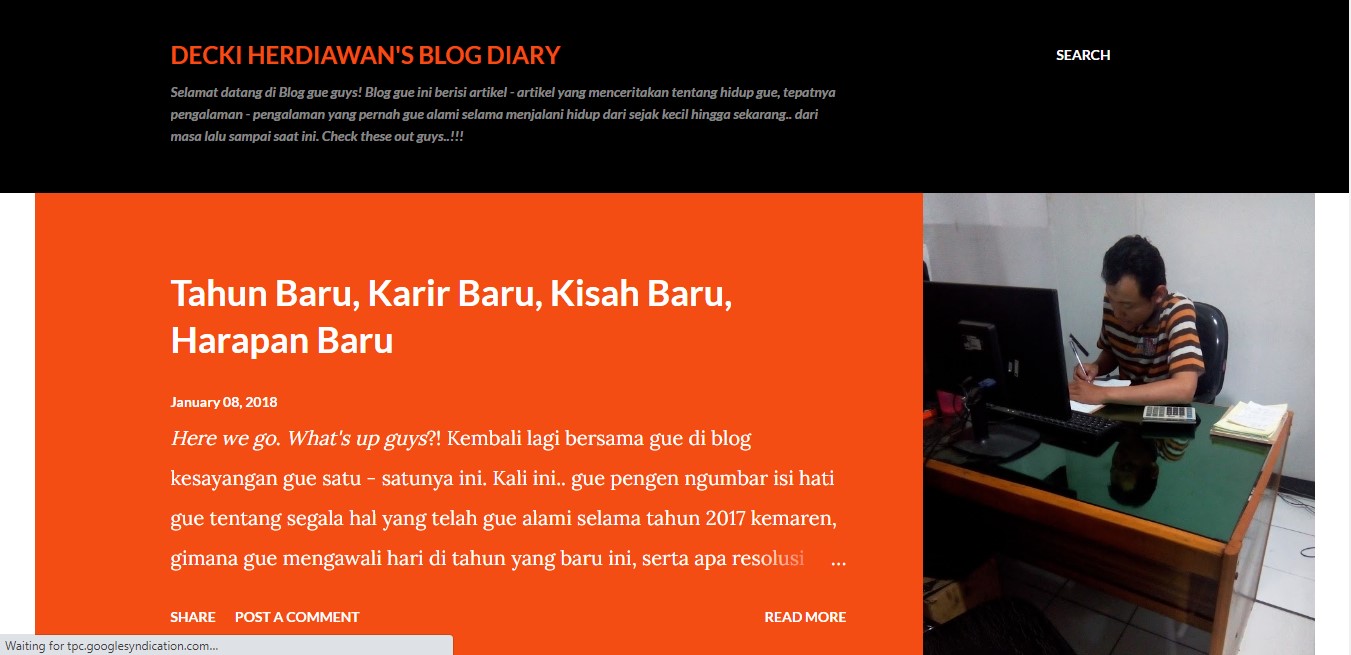 DECKI HERDIAWAN'S BLOG DIARY
SEARCH
Selamat datang di Blog gue guys! Blog gue ini berisi artikel - artikel yang menceritakan tentang hidup gue, tepatnya
pengalaman - pengalaman yang pernah gue alami selama menjalani hidup dari sejak kecil hingga sekarang.. dari
masa lalu sampai saat ini. Check these out guys..!!!
Tahun Baru, Karir Baru, Kisah Baru,
Harapan Baru
January 08, 2018
Here we go. What's up guys?! Kembali lagi bersama gue di blog
kesayangan gue satu - satunya ini. Kali ini.. gue pengen ngumbar isi hati
gue tentang segala hal yang telah gue alami selama tahun 2017 kemaren,
gimana gue mengawali hari di tahun yang baru ini, serta apa resolusi ...
SHARE POST A COMMENT READ MORE
Waiting for tpc.googlesyndication.com...